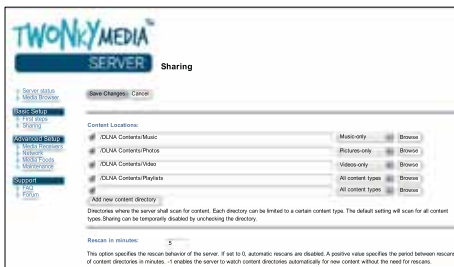 TWONKYMEDIA™
SERVER
Sharing
Server status
Media Browser
Save Changes Cancel
Basic Setup
First steps
Sharing
Advanced Setup
Media Receivers
Network
Media Feeds
Maintenance
Support
FAQ
Forum
Content Locations:
/DLNA Contents/Music Music-only Browse
/DLNA Contents/Photos Pictures-only Browse
/DLNA Contents/Video Videos-only Browse
/DLNA Contents/Playlists All content types Browse
All content types Browse
Add new content directory
Directories where the server shall scan for content. Each directory can be limited to a certain content type. The default setting will scan for all content
types. Sharing can be temporarily disabled by unchecking the directory.
Rescan in minutes: 5
This option specifies the rescan behavior of the server. If set to 0, automatic rescans are disabled. A positive value specifies the period between rescans
of content directories in minutes. -1 enables the server to watch content directories automatically for new content without the need for rescans.